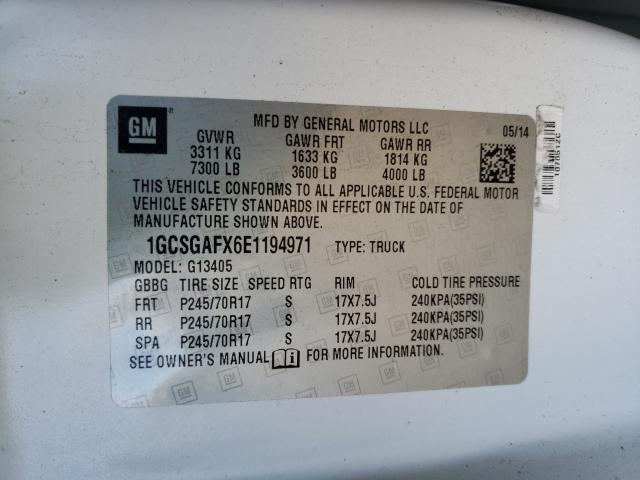 GM
®
MFD BY GENERAL MOTORS LLC
05/14
GVWR GAWR FRT GAWR RR
3311 KG 1633 KG 1814 KG
7300 LB 3600 LB 4000 LB
THIS VEHICLE CONFORMS TO ALL APPLICABLE U.S. FEDERAL MOTOR
VEHICLE SAFETY STANDARDS IN EFFECT ON THE DATE OF
MANUFACTURE SHOWN ABOVE.
1GCSGAFX6E1194971 TYPE: TRUCK
MODEL: G13405
GBBG TIRE SIZE SPEED RTG RIM COLD TIRE PRESSURE
FRT P245/70R17 S 17X7.5J 240KPA(35PSI)
RR P245/70R17 S 17X7.5J 240KPA(35PSI)
SPA P245/70R17 S 17X7.5J 240KPA(35PSI)
SEE OWNER'S MANUAL FOR MORE INFORMATION.